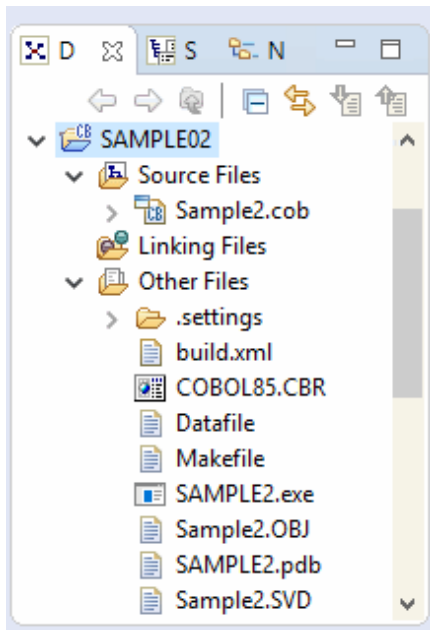 D S N
SAMPLE02
Source Files
Sample2.cob
Linking Files
Other Files
.settings
build.xml
COBOL85.CBR
Datafile
Makefile
SAMPLE2.exe
Sample2.OBJ
SAMPLE2.pdb
Sample2.SVD